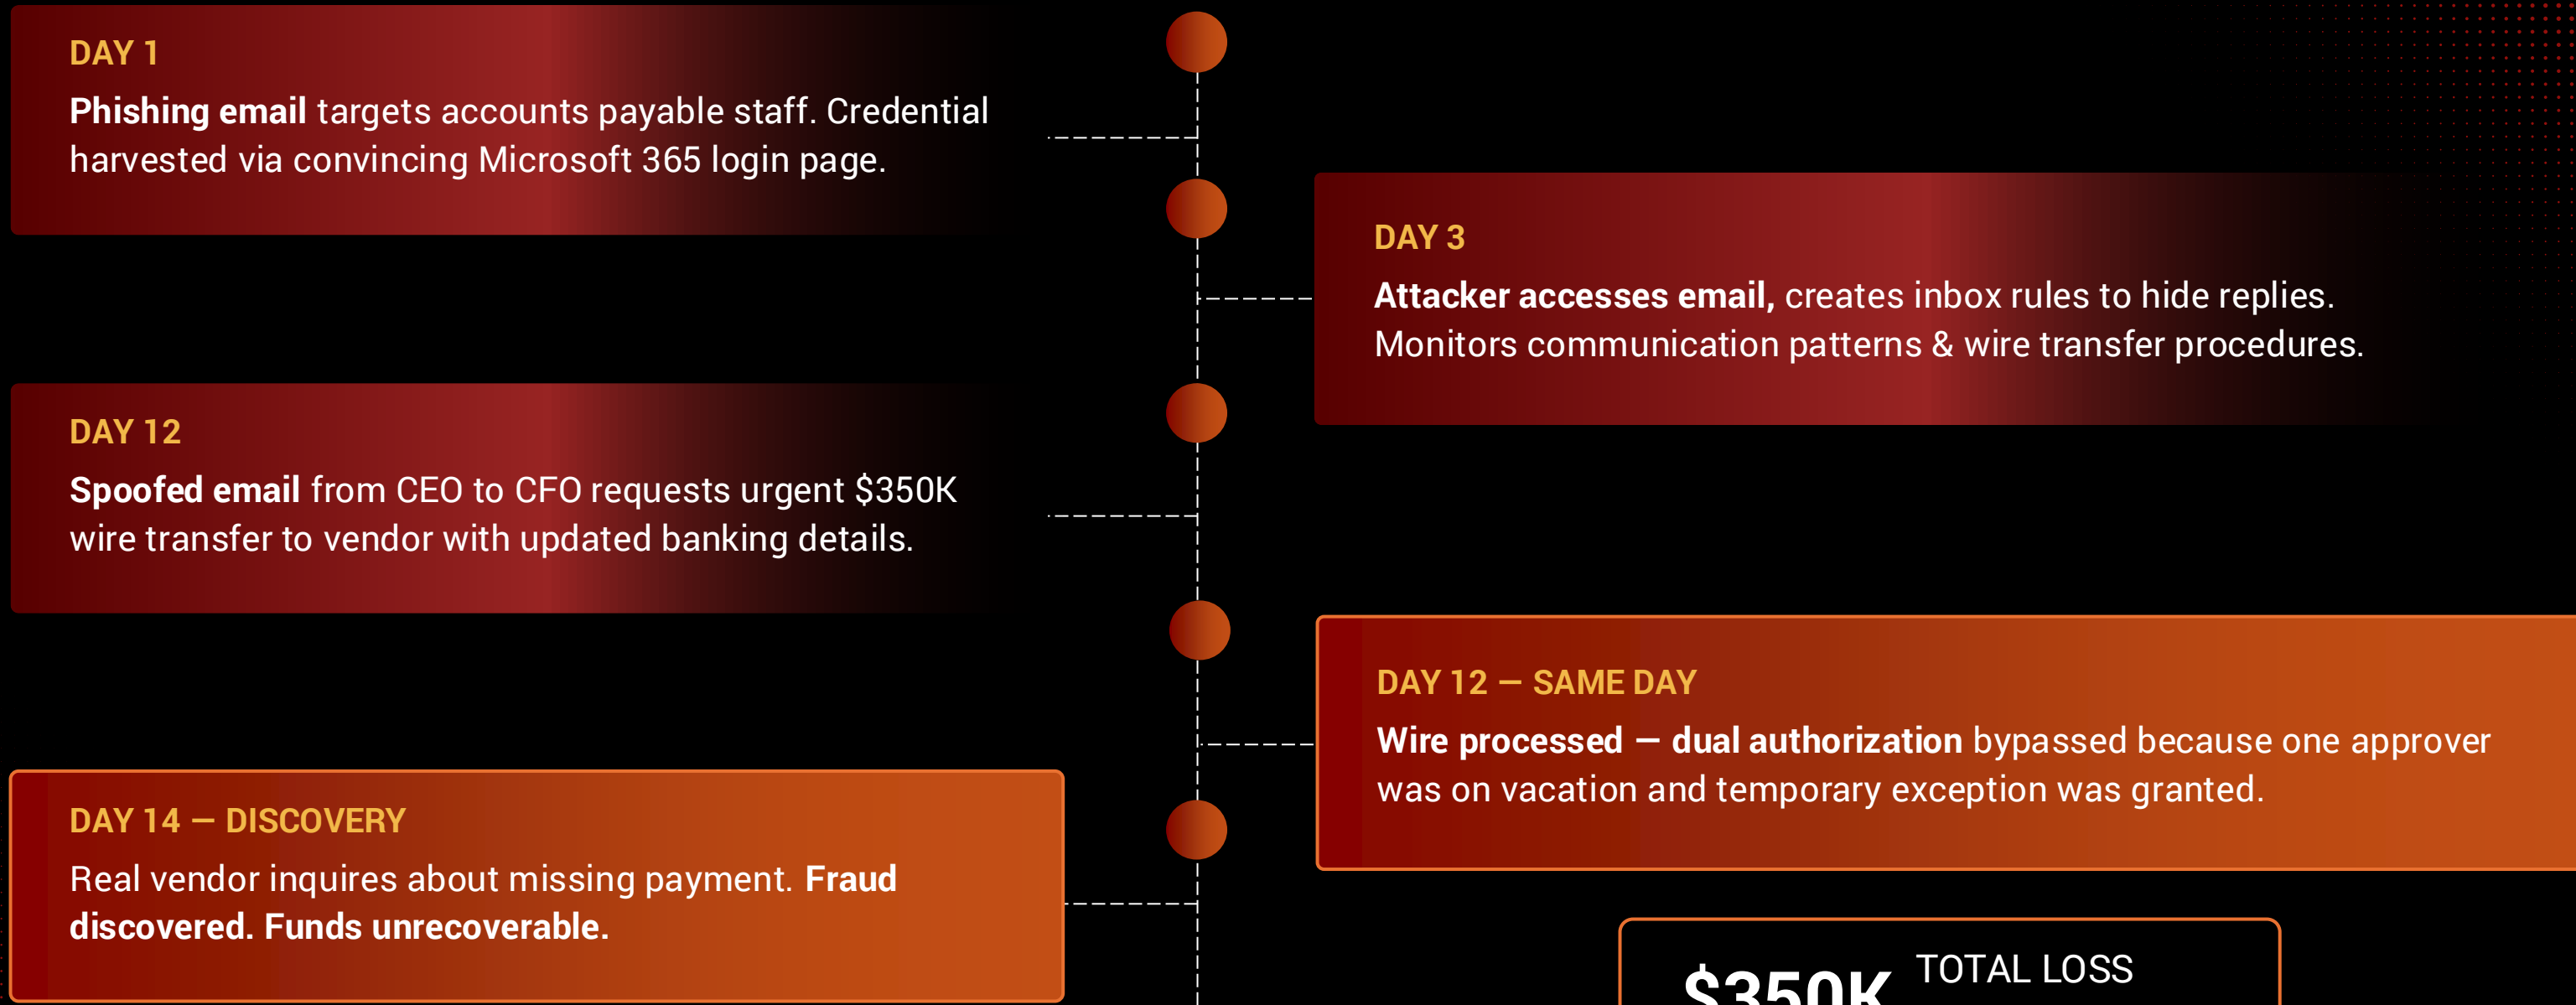 DAY 1
Phishing email targets accounts payable staff. Credential
harvested via convincing Microsoft 365 login page.
DAY 3
Attacker accesses email, creates inbox rules to hide replies.
Monitors communication patterns & wire transfer procedures.
DAY 12
Spoofed email from CEO to CFO requests urgent $350K
wire transfer to vendor with updated banking details.
DAY 12 — SAME DAY
Wire processed — dual authorization bypassed because one approver
was on vacation and temporary exception was granted.
DAY 14 — DISCOVERY
Real vendor inquires about missing payment. Fraud
discovered. Funds unrecoverable.
$350K TOTAL LOSS